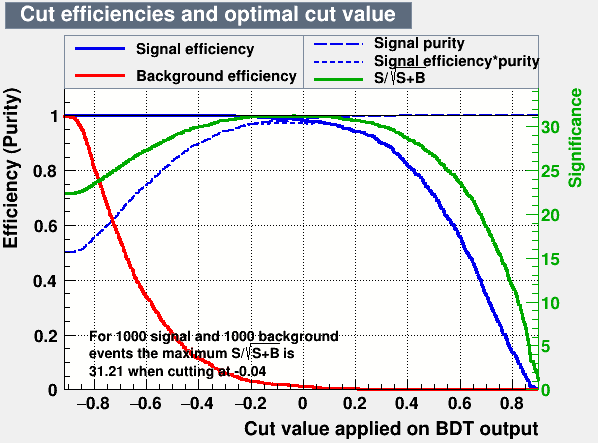 Cut efficiencies and optimal cut value
Signal efficiency
Background efficiency
Signal purity
Signal efficiency*purity
S/√S+B
Efficiency (Purity)
1
0.8
0.6
0.4
0.2
0
30
25
20
15
10
5
0
Significance
For 1000 signal and 1000 background
events the maximum S/√S+B is
31.21 when cutting at -0.04
−0.8 −0.6 −0.4 −0.2 0 0.2 0.4 0.6 0.8
Cut value applied on BDT output